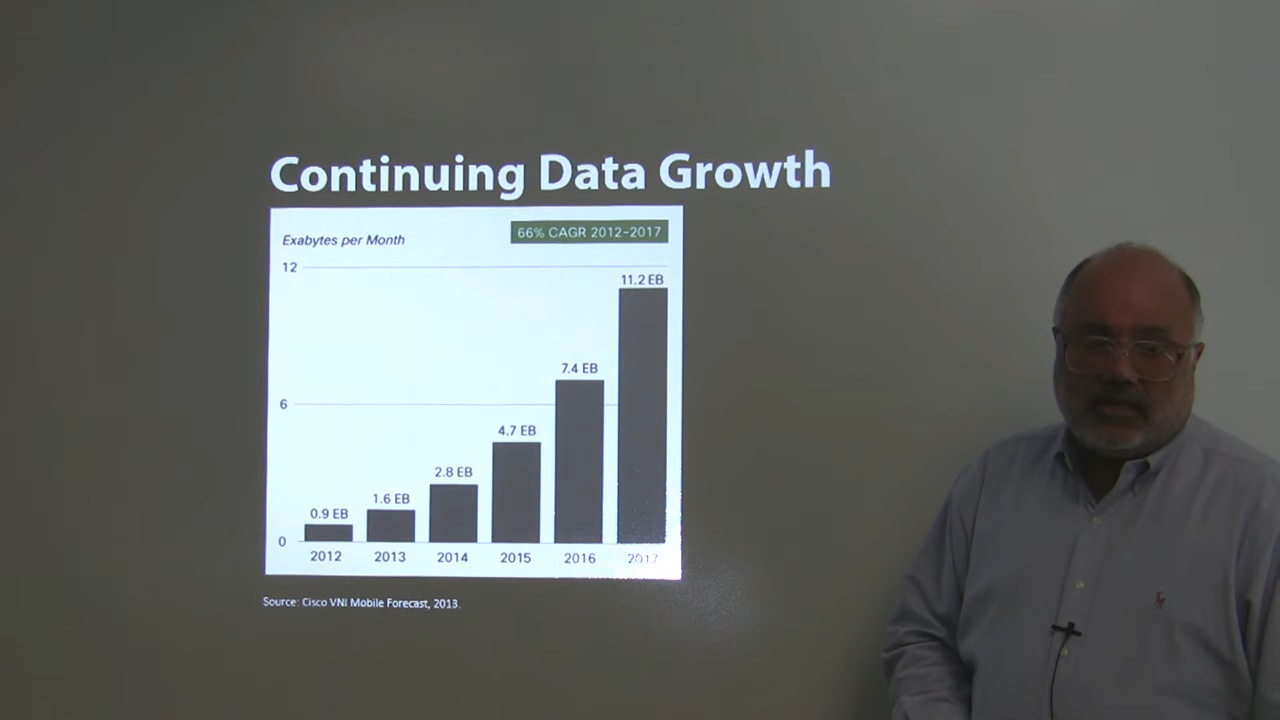 Continuing Data Growth
Exabytes per Month
66% CAGR 2012–2017
12
11.2 EB
7.4 EB
6
4.7 EB
2.8 EB
1.6 EB
0.9 EB
0
2012 2013 2014 2015 2016 2017
Source: Cisco VNI Mobile Forecast, 2013.